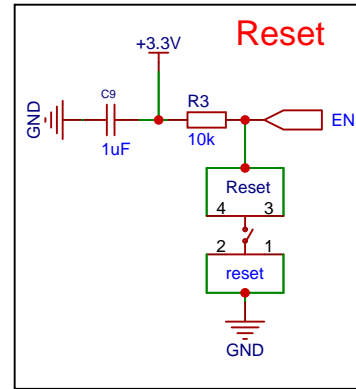 Reset
+3.3V
C9
R3
GND
1uF
10k
EN
Reset
4 3
2 1
reset
GND